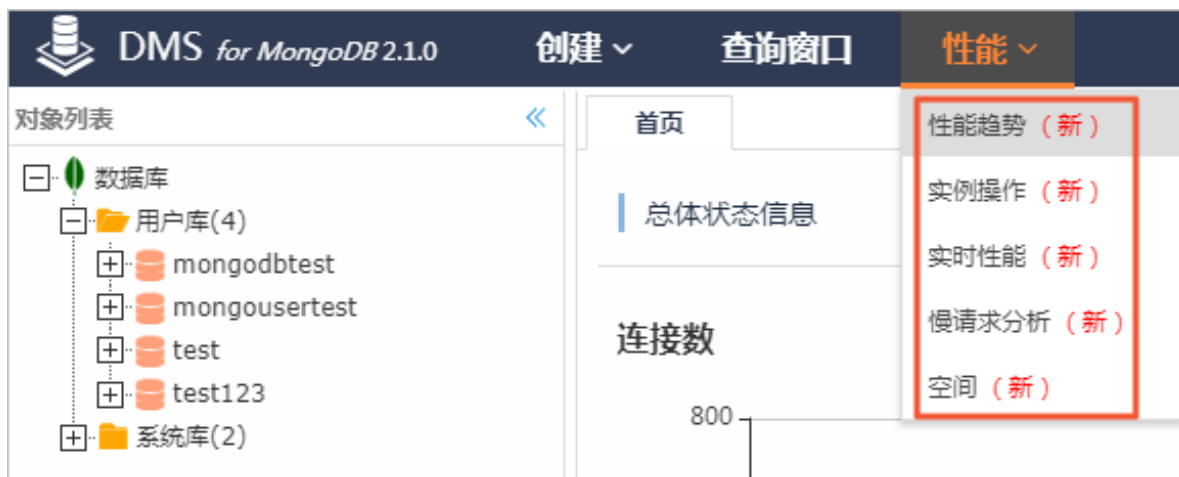 DMS for MongoDB 2.1.0 创建 查询窗口 性能
对象列表
数据库
用户库(4)
mongodbtest
mongousertest
test
test123
系统库(2)
首页
总体状态信息
连接数
800
性能趋势（新）
实例操作（新）
实时性能（新）
慢请求分析（新）
空间（新）